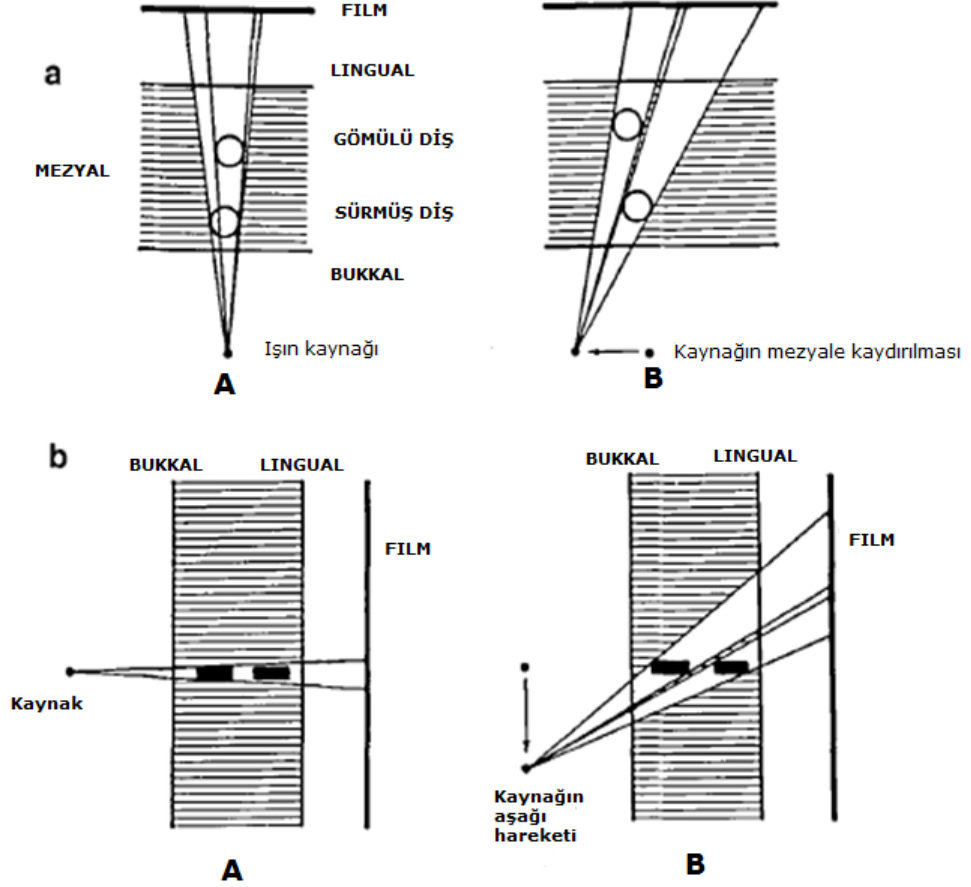 FILM
a
LINGUAL
GÖMÜLÜ DİŞ
MEZYAL
SÜRMÜŞ DİŞ
BUKKAL
Işın kaynağı
A
Kaynağın mezyale kaydırılması
B
b
BUKKAL
LINGUAL
FILM
Kaynak
A
BUKKAL
LINGUAL
FILM
Kaynağın
aşağı
hareketi
B